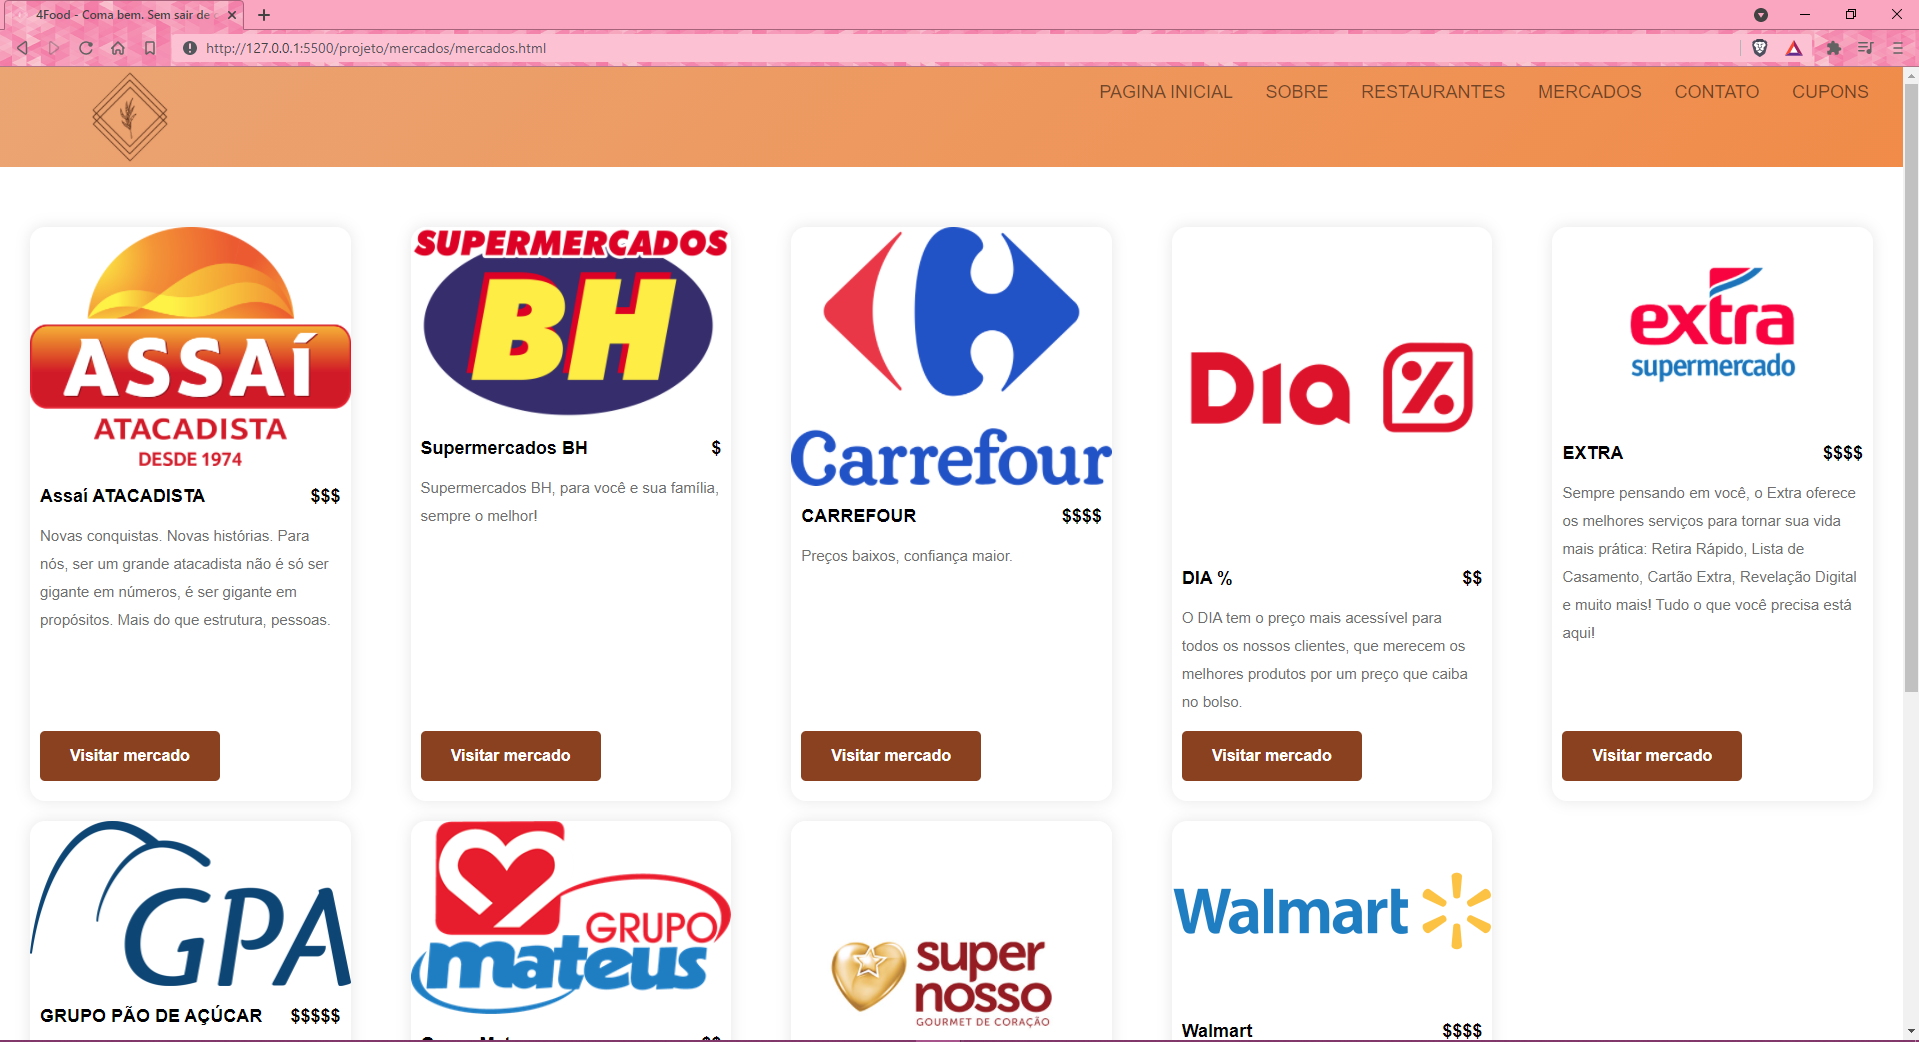 4Food - Coma bem. Sem sair de
http://127.0.0.1:5500/projeto/mercados/mercados.html
PAGINA INICIAL SOBRE RESTAURANTES MERCADOS CONTATO CUPONS
ASSAÍ
ATACADISTA
DESDE 1974
Assaí ATACADISTA $$$
Novas conquistas. Novas histórias. Para
nós, ser um grande atacadista não é só ser
gigante em números, é ser gigante em
propósitos. Mais do que estrutura, pessoas.
Visitar mercado
SUPERMERCADOS
BH
Supermercados BH $
Supermercados BH, para você e sua família,
sempre o melhor!
Visitar mercado
Carrefour
CARREFOUR $$$$
Preços baixos, confiança maior.
Visitar mercado
DIA %
DIA % $$
O DIA tem o preço mais acessível para
todos os nossos clientes, que merecem os
melhores produtos por um preço que caiba
no bolso.
Visitar mercado
extra
supermercado
EXTRA $$$$
Sempre pensando em você, o Extra oferece
os melhores serviços para tornar sua vida
mais prática: Retira Rápido, Lista de
Casamento, Cartão Extra, Revelação Digital
e muito mais! Tudo o que você precisa está
aqui!
Visitar mercado
GPA
GRUPO PÃO DE AÇÚCAR $$$$$
GRUPO
mateus
super
nosso
GOURMET DE CORAÇÃO
Walmart
Walmart $$$$